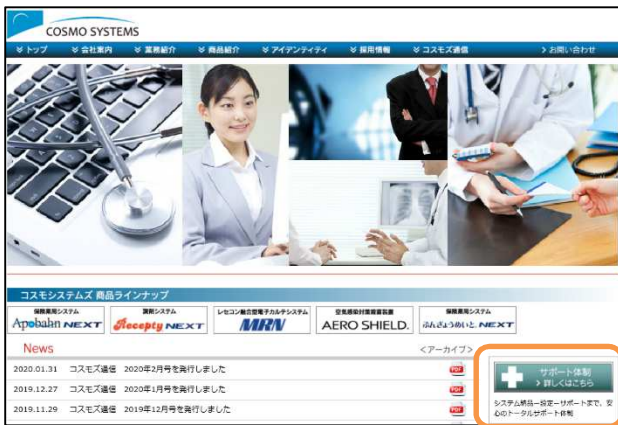 COSMO SYSTEMS
トップ 会社案内 業務紹介 商品紹介 アイデンティティ 採用情報 コスモズ通信 お問い合わせ
コスモシステムズ 商品ラインナップ
保険薬局システム
Apobahn NEXT
調剤システム
Recepty NEXT
レセコン融合型電子カルテシステム
MRN
空気感染対策殺菌装置
AERO SHIELD.
保険薬局システム
ぶんぎょうめいと NEXT
News
<アーカイブ>
2020.01.31 コスモズ通信 2020年2月号を発行しました PDF
2019.12.27 コスモズ通信 2020年1月号を発行しました PDF
2019.11.29 コスモズ通信 2019年12月号を発行しました PDF
サポート体制
詳しくはこちら
システム納品−設定−サポートまで、安
心のトータルサポート体制